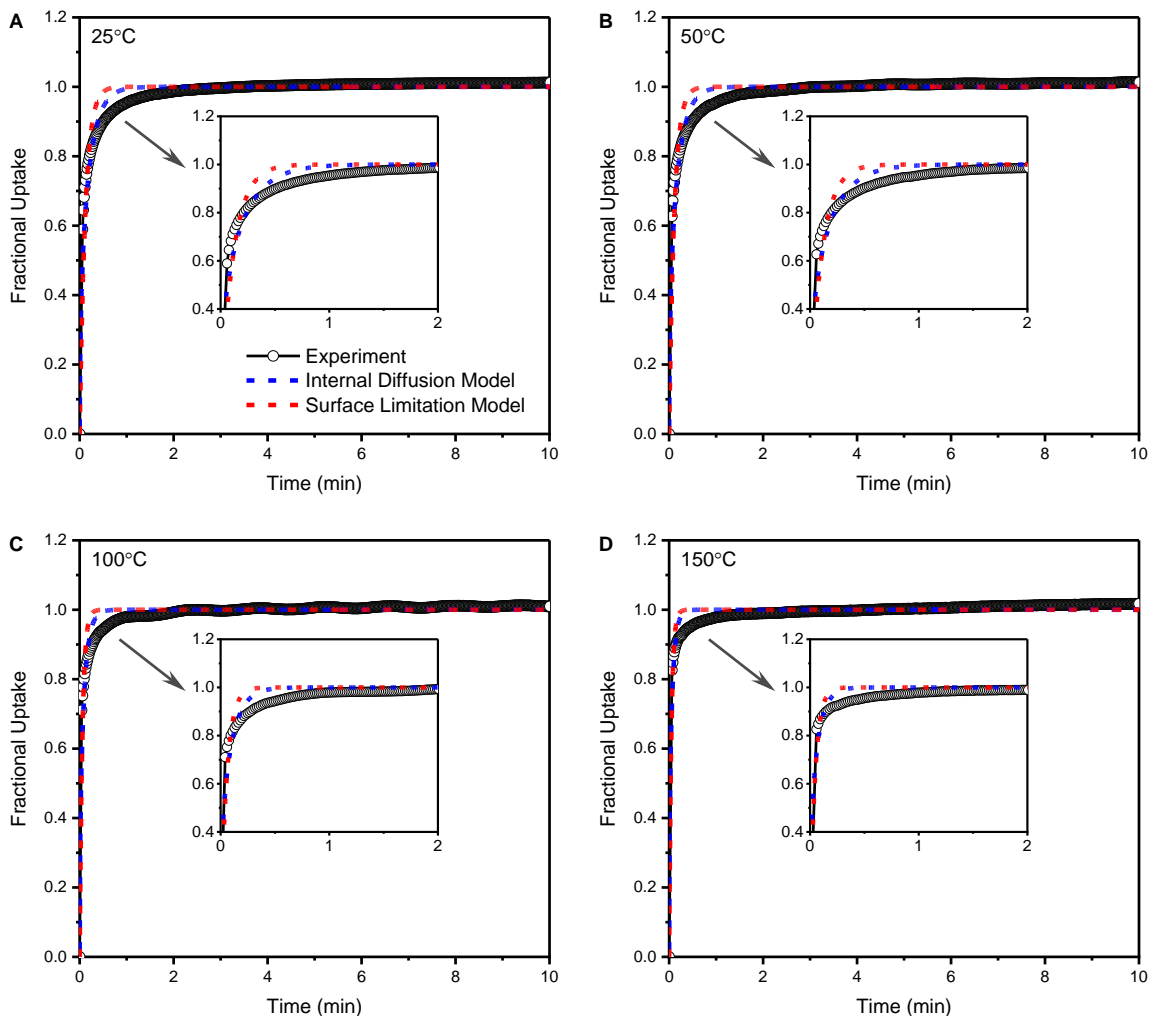 A
25°C
1.2
1.0
0.8
0.6
0.4
0.2
0.0
Fractional Uptake
0 2 4 6 8 10
Time (min)
1.2
1.0
0.8
0.6
0.4
0 1 2
Experiment
Internal Diffusion Model
Surface Limitation Model
B
50°C
1.2
1.0
0.8
0.6
0.4
0.2
0.0
Fractional Uptake
0 2 4 6 8 10
Time (min)
1.2
1.0
0.8
0.6
0.4
0 1 2
C
100°C
1.2
1.0
0.8
0.6
0.4
0.2
0.0
Fractional Uptake
0 2 4 6 8 10
Time (min)
1.2
1.0
0.8
0.6
0.4
0 1 2
D
150°C
1.2
1.0
0.8
0.6
0.4
0.2
0.0
Fractional Uptake
0 2 4 6 8 10
Time (min)
1.2
1.0
0.8
0.6
0.4
0 1 2